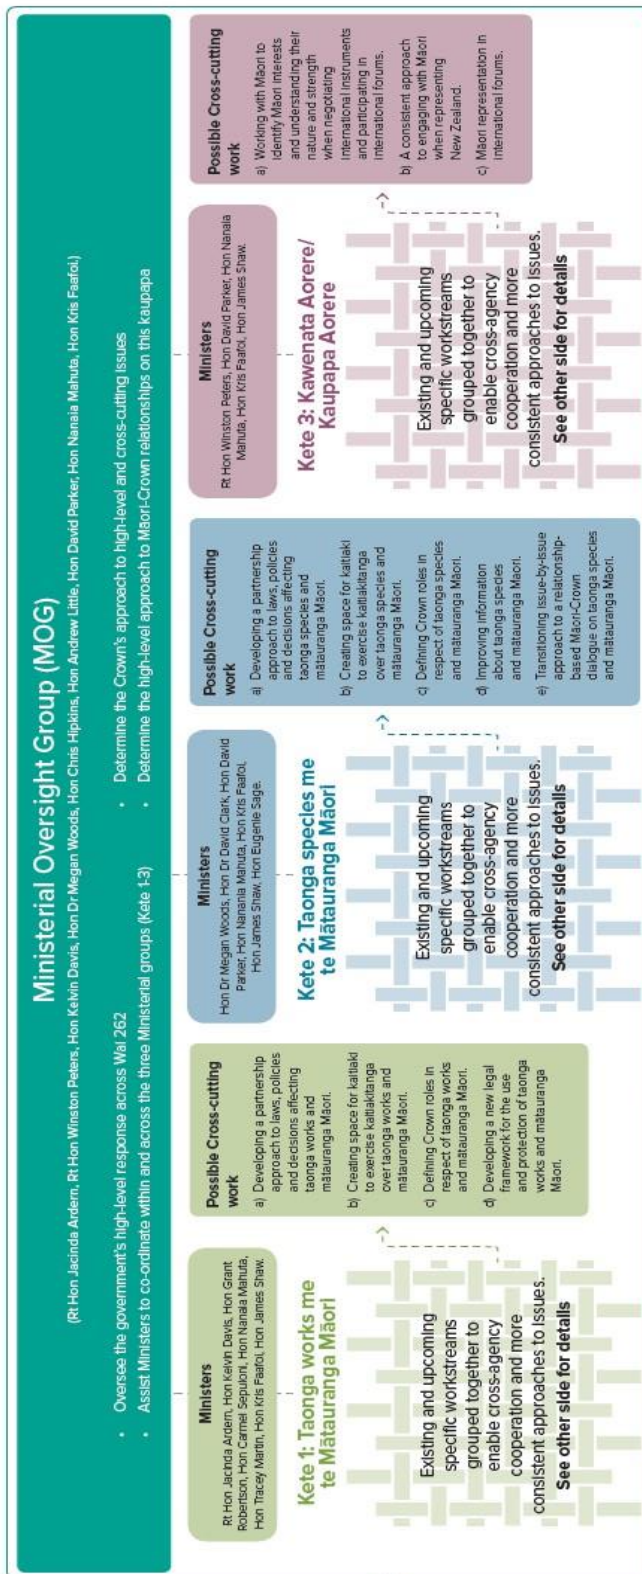 Ministerial Oversight Group (MOG)
(Rt Hon Jacinda Ardern, Rt Hon Winston Peters, Hon Kelvin Davis, Hon Dr Megan Woods, Hon Chris Hipkins, Hon Andrew Little, Hon David Parker, Hon Nanaia Mahuta, Hon Kris Faafoi.)
• Oversee the government's high-level response across Wai 262
• Assist Ministers to co-ordinate within and across the three Ministerial groups (Kete 1-3)
• Determine the Crown's approach to high-level and cross-cutting issues
• Determine the high-level approach to Māori-Crown relationships on this kaupapa
Ministers
Rt Hon Jacinda Ardern, Hon Kelvin Davis, Hon Grant
Robertson, Hon Carmel Sepuloni, Hon Nanaia Mahuta,
Hon Tracey Martin, Hon Kris Faafoi, Hon James Shaw.
Kete 1: Taonga works me
te Mātauranga Māori
Existing and upcoming
specific workstreams
grouped together to
enable cross-agency
cooperation and more
consistent approaches to issues.
See other side for details
Possible Cross-cutting
work
a) Developing a partnership
approach to laws, policies
and decisions affecting
taonga works and
mātauranga Māori.
b) Creating space for kaitiaki
to exercise kaitiakitanga
over taonga works and
mātauranga Māori.
c) Defining Crown roles in
respect of taonga works
and mātauranga Māori.
d) Developing a new legal
framework for the use
and protection of taonga
works and mātauranga
Māori.
Ministers
Hon Dr Megan Woods, Hon Dr David Clark, Hon David
Parker, Hon Nanania Mahuta, Hon Kris Faafoi,
Hon James Shaw, Hon Eugenie Sage.
Kete 2: Taonga species me
te Mātauranga Māori
Existing and upcoming
specific workstreams
grouped together to
enable cross-agency
cooperation and more
consistent approaches to issues.
See other side for details
Possible Cross-cutting
work
a) Developing a partnership
approach to laws, policies
and decisions affecting
taonga species and
mātauranga Māori.
b) Creating space for kaitiaki
to exercise kaitiakitanga
over taonga species and
mātauranga Māori.
c) Defining Crown roles in
respect of taonga species
and mātauranga Māori.
d) Improving information
about taonga species
and mātauranga Māori.
e) Transitioning issue-by-issue
approach to a relationship-
based Māori-Crown
dialogue on taonga species
and mātauranga Māori.
Ministers
Rt Hon Winston Peters, Hon David Parker, Hon Nanaia
Mahuta, Hon Kris Faafoi, Hon James Shaw.
Kete 3: Kawenata Aorere/
Kaupapa Aorere
Existing and upcoming
specific workstreams
grouped together to
enable cross-agency
cooperation and more
consistent approaches to issues.
See other side for details
Possible Cross-cutting
work
a) Working with Māori to
identify Māori interests
and understanding their
nature and strength
when negotiating
international instruments
and participating in
international forums.
b) A consistent approach
to engaging with Māori
when representing
New Zealand.
c) Māori representation in
international forums.